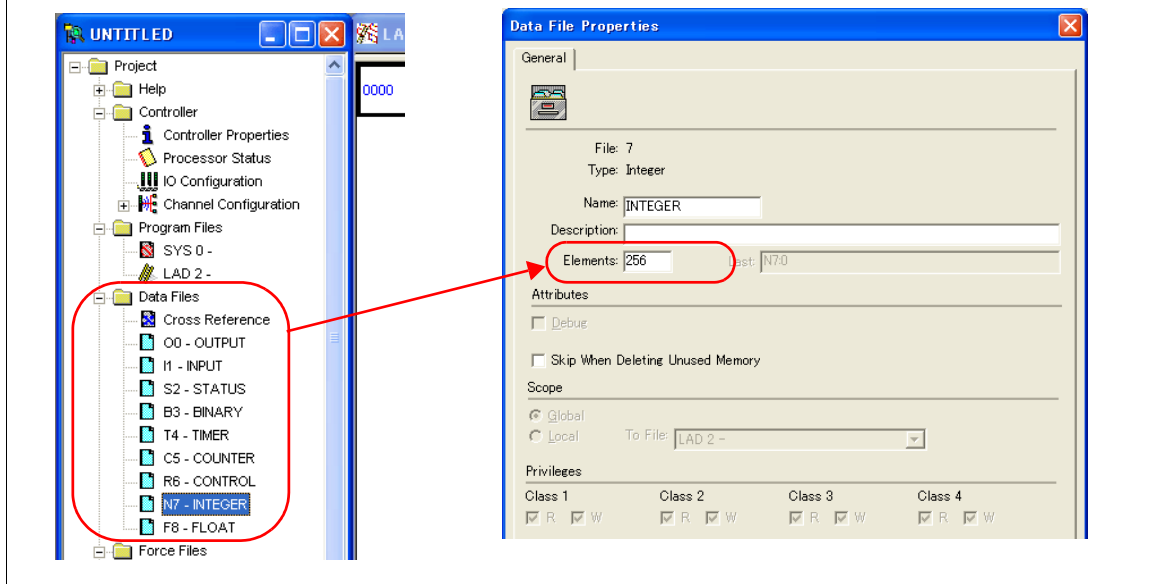 UNTITLED
LA
Project
Help
0000
Controller
Controller Properties
Processor Status
IO Configuration
Channel Configuration
Program Files
SYS 0 -
LAD 2 -
Data Files
Cross Reference
O0 - OUTPUT
I1 - INPUT
S2 - STATUS
B3 - BINARY
T4 - TIMER
C5 - COUNTER
R6 - CONTROL
N7 - INTEGER
F8 - FLOAT
Force Files
Data File Properties
General
File: 7
Type: Integer
Name: INTEGER
Description:
Elements: 256 Last: N7:0
Attributes
Debug
Skip When Deleting Unused Memory
Scope
Global
Local To File: LAD 2 -
Privileges
Class 1 Class 2 Class 3 Class 4
R W R W R W R W